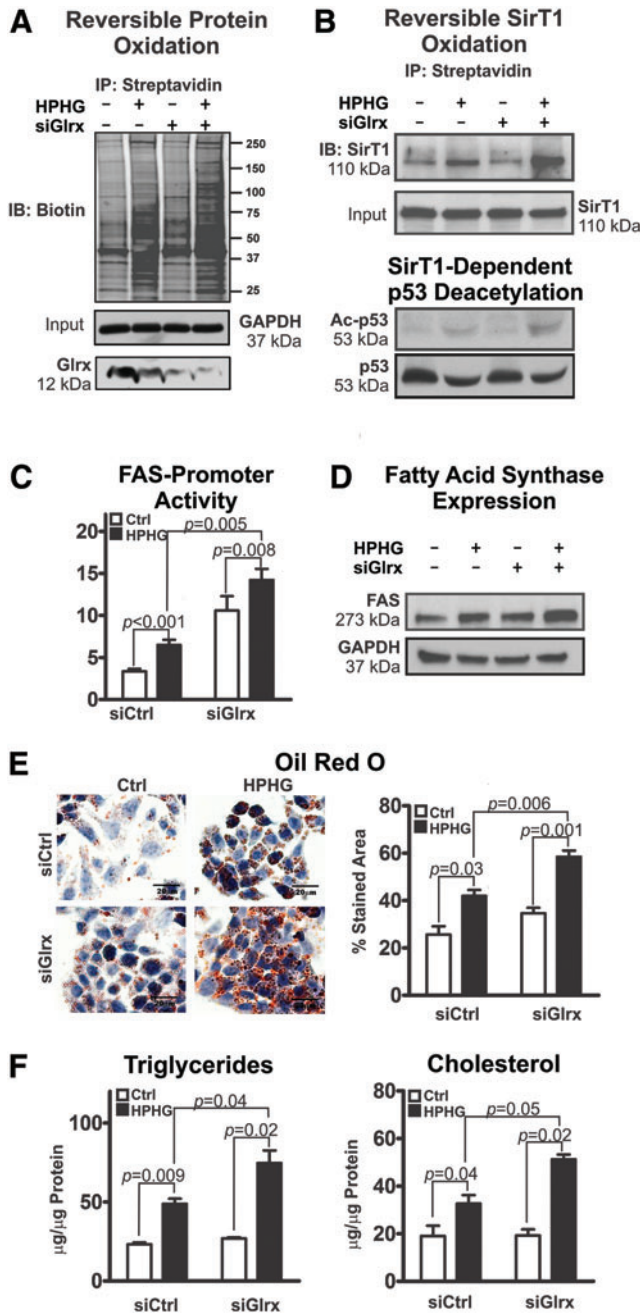 A
Reversible Protein
Oxidation
IP: Streptavidin
HPHG - + - +
siGlrx - - + +
250
150
100
75
50
37
25
IB: Biotin
Input
GAPDH
37 kDa
Glrx
12 kDa
B
Reversible SirT1
Oxidation
IP: Streptavidin
HPHG - + - +
siGlrx - - + +
IB: SirT1
110 kDa
Input
SirT1
110 kDa
SirT1-Dependent
p53 Deacetylation
Ac-p53
53 kDa
p53
53 kDa
C
FAS-Promoter
Activity
Ctrl
HPHG
20
15
10
5
0
p<0.001
p=0.005
p=0.008
siCtrl siGlrx
D
Fatty Acid Synthase
Expression
HPHG - + - +
siGlrx - - + +
FAS
273 kDa
GAPDH
37 kDa
E
Oil Red O
Ctrl HPHG
siCtrl
siGlrx
20µm
20µm
% Stained Area
80
60
40
20
0
Ctrl
HPHG
p=0.03
p=0.006
p=0.001
siCtrl siGlrx
F
Triglycerides
Ctrl
HPHG
µg/µg Protein
100
50
0
p=0.009
p=0.04
p=0.02
siCtrl siGlrx
Cholesterol
Ctrl
HPHG
µg/µg Protein
60
40
20
0
p=0.04
p=0.05
p=0.02
siCtrl siGlrx